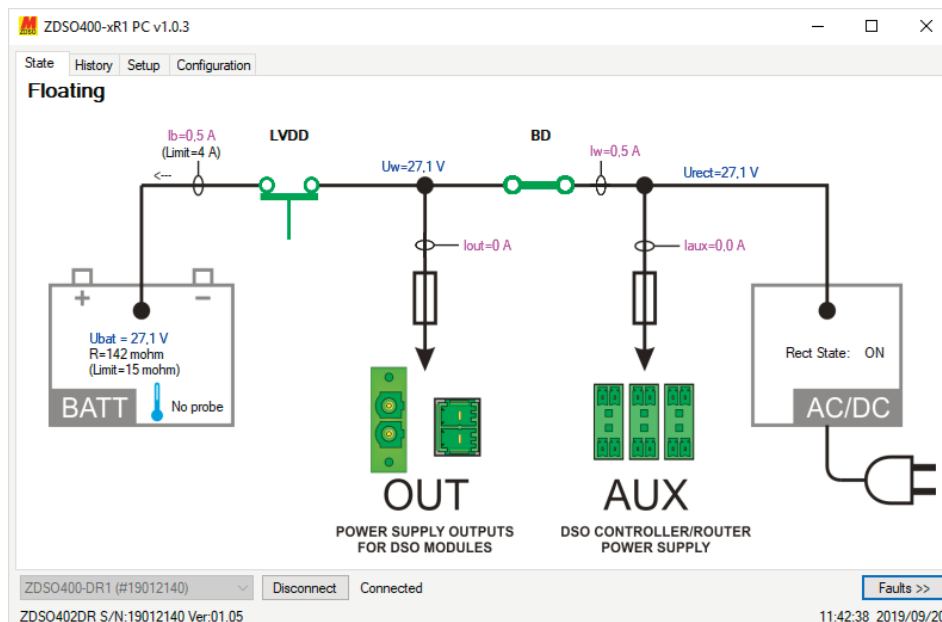 ZDSO400-xR1 PC v1.0.3
State History Setup Configuration
Floating
Ib=0,5 A
(Limit=4 A)
<---
LVDD
Uw=27,1 V
BD
Iw=0,5 A
Urect=27,1 V
Iout=0 A
Iaux=0,0 A
+ −
Ubat = 27,1 V
R=142 mohm
(Limit=15 mohm)
No probe
BATT
Rect State: ON
AC/DC
OUT
POWER SUPPLY OUTPUTS
FOR DSO MODULES
AUX
DSO CONTROLLER/ROUTER
POWER SUPPLY
ZDSO400-DR1 (#19012140) Disconnect Connected Faults >>
ZDSO402DR S/N:19012140 Ver:01.05 11:42:38 2019/09/20